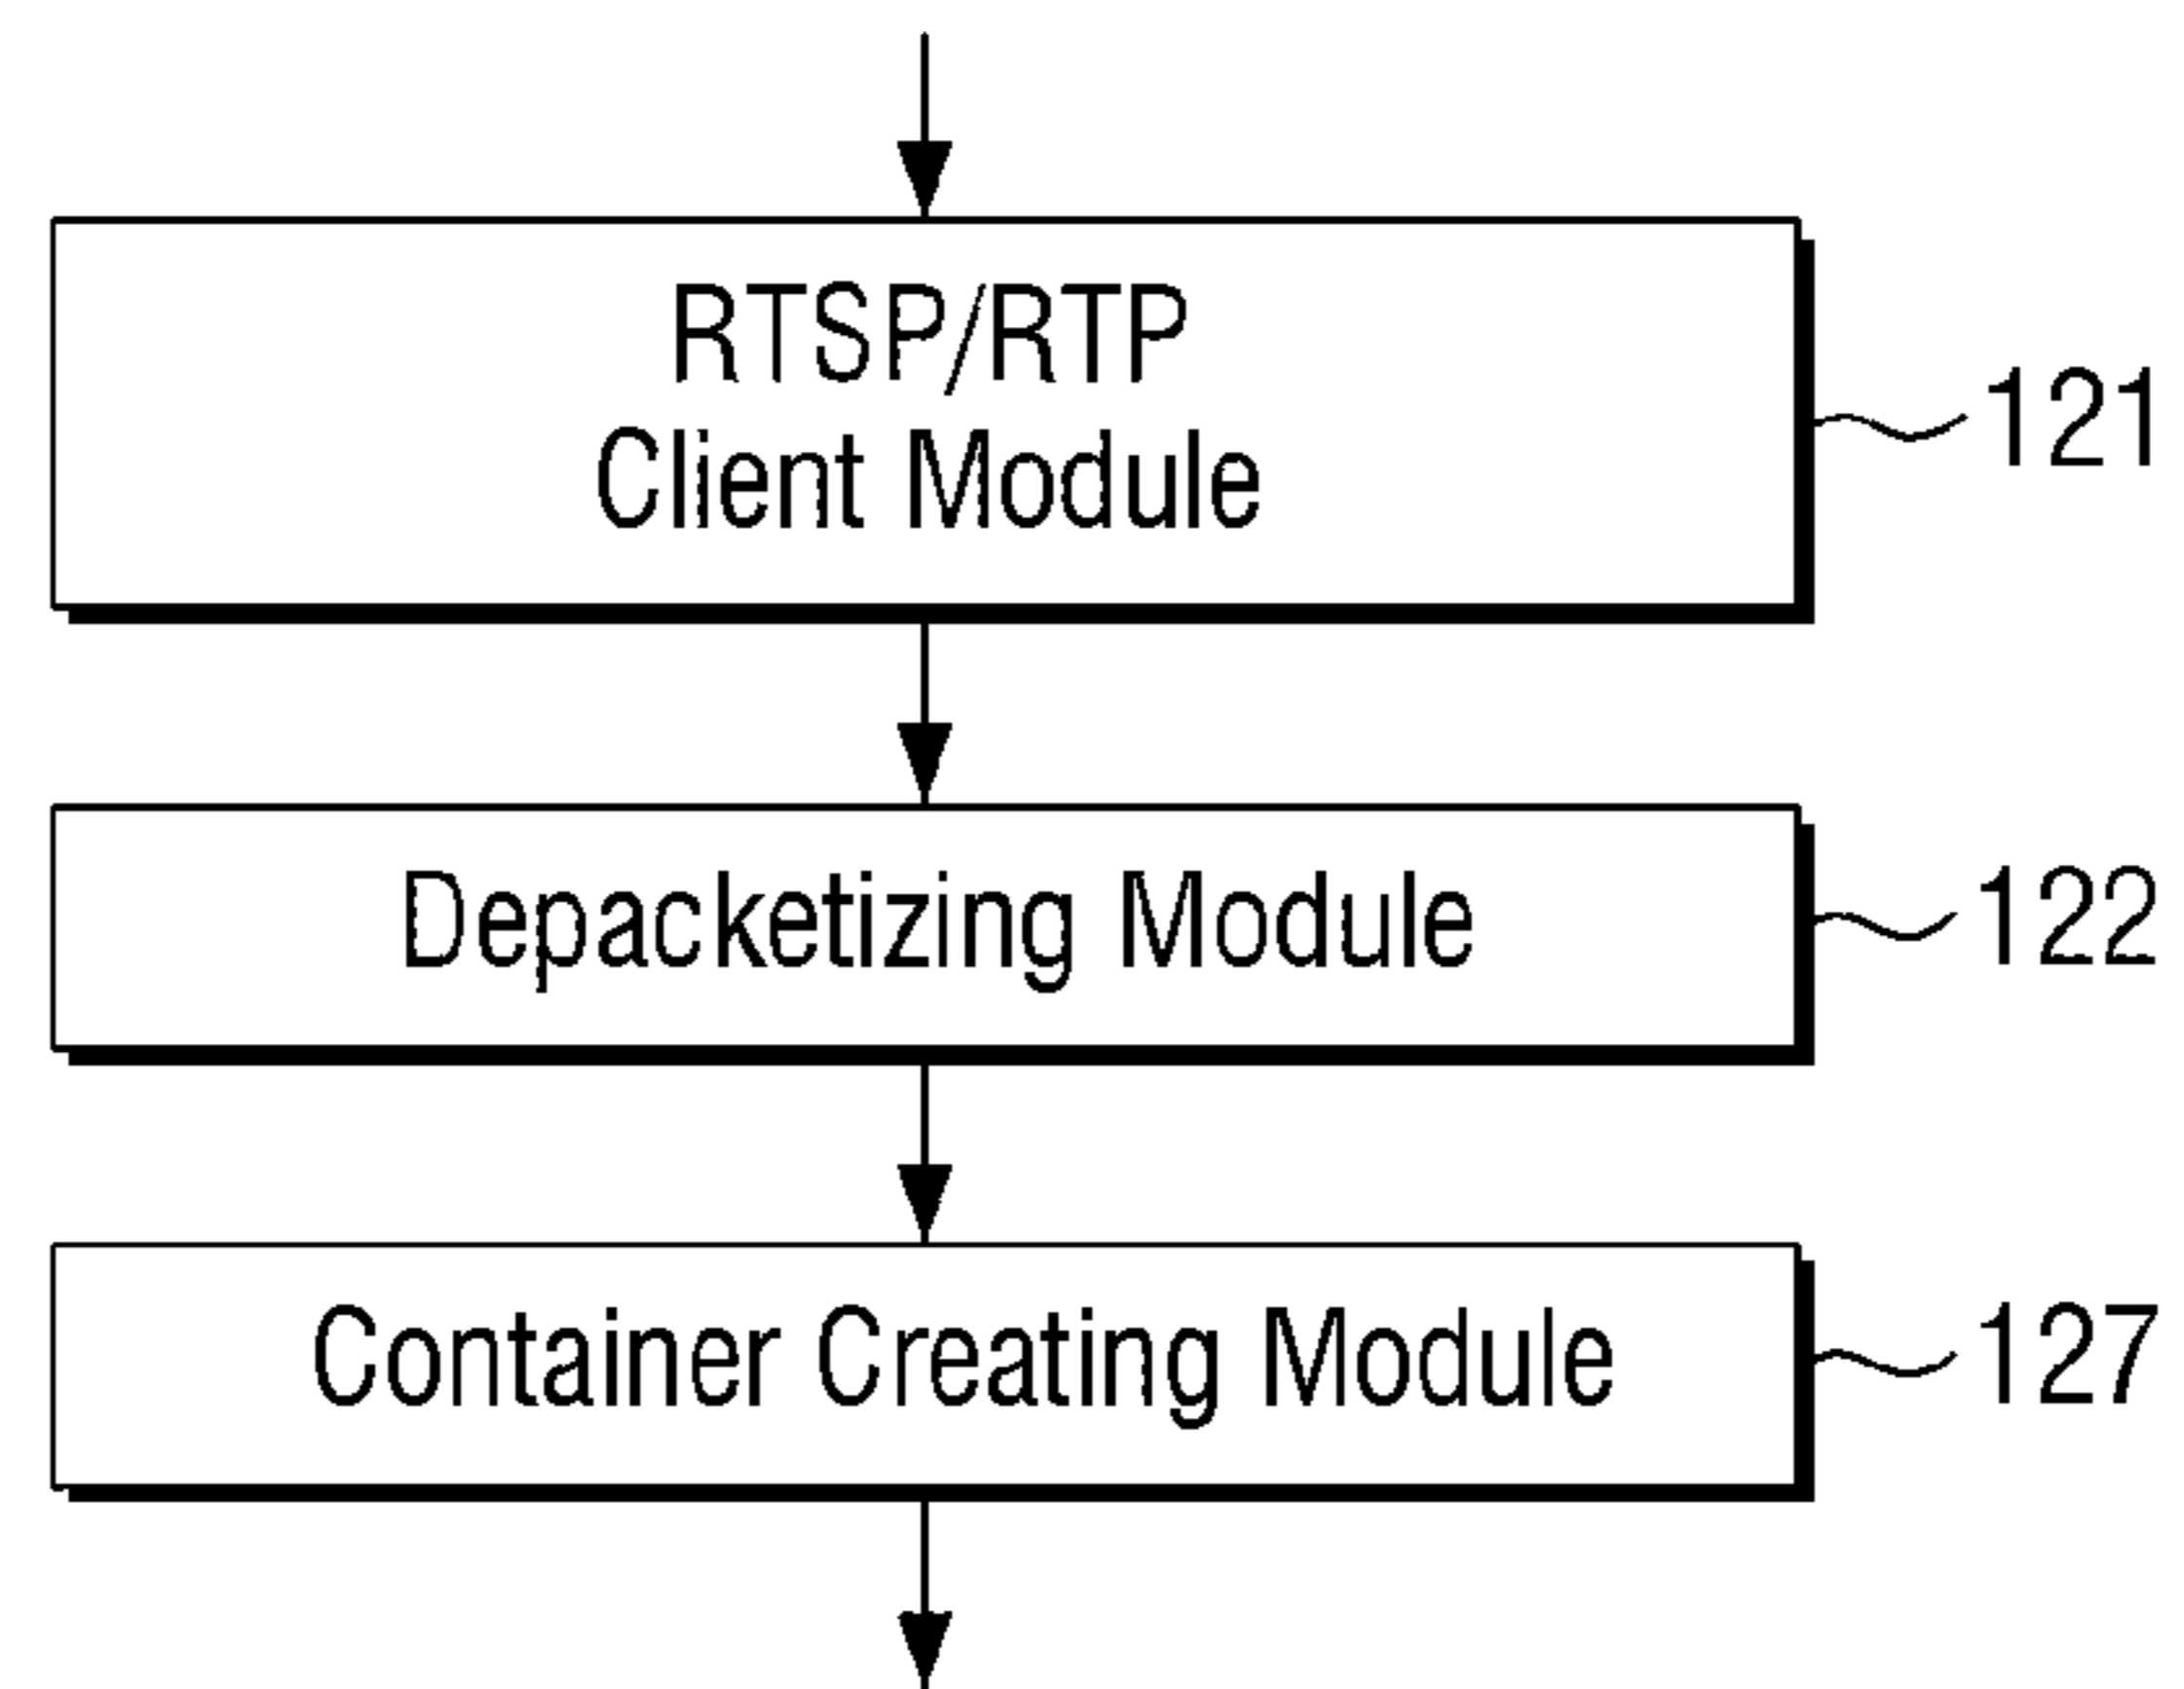 RTSP/RTP
Client Module
121
Depacketizing Module
122
Container Creating Module
127